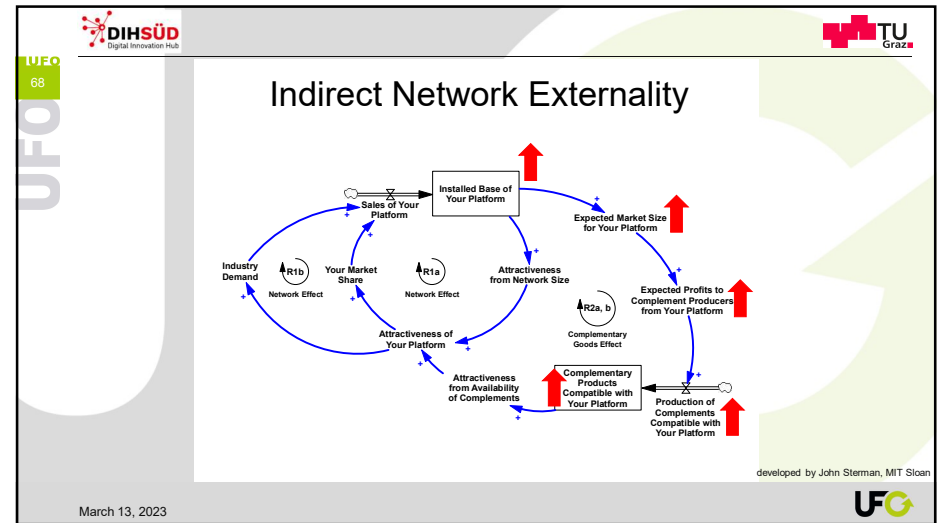 DIHSÜD
Digital Innovation Hub
TU
Graz
UFO
68
UFO
Indirect Network Externality
Installed Base of
Your Platform
Sales of Your
Platform
+
+
+
Expected Market Size
for Your Platform
Industry
Demand
+
R1b
Network Effect
Your Market
Share
+
R1a
Network Effect
+
Attractiveness
from Network Size
+
Expected Profits to
Complement Producers
from Your Platform
R2a, b
Complementary
Goods Effect
Attractiveness of
Your Platform
+
+
Attractiveness
from Availability
of Complements
+
Complementary
Products
Compatible with
Your Platform
+
Production of
Complements
Compatible with
Your Platform
developed by John Sterman, MIT Sloan
March 13, 2023
UFO